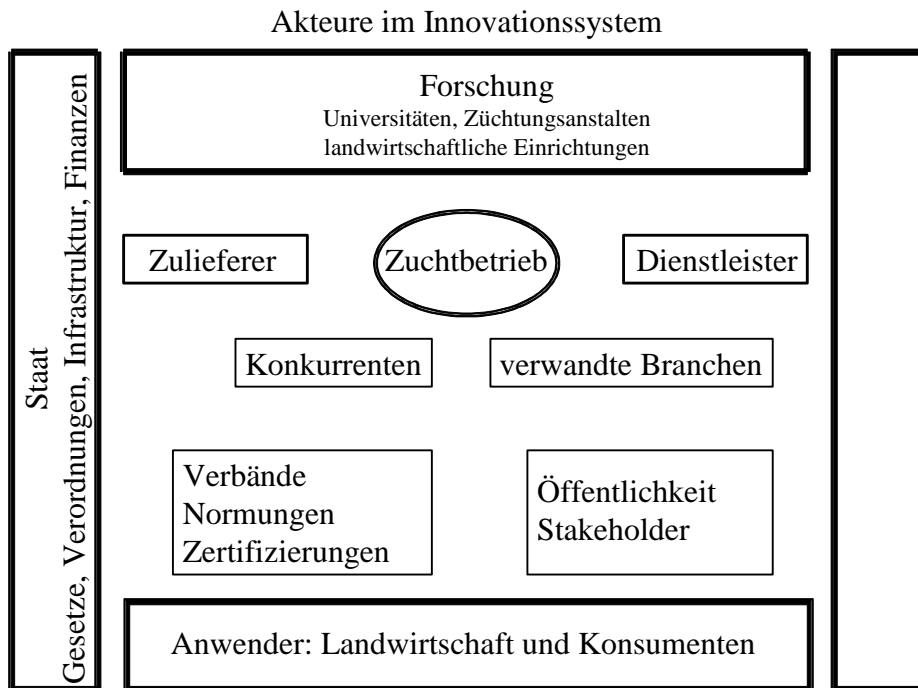 Akteure im Innovationssystem
Staat
Gesetze, Verordnungen, Infrastruktur, Finanzen
Forschung
Universitäten, Züchtungsanstalten
landwirtschaftliche Einrichtungen
Zulieferer
Zuchtbetrieb
Dienstleister
Konkurrenten
verwandte Branchen
Verbände
Normungen
Zertifizierungen
Öffentlichkeit
Stakeholder
Anwender: Landwirtschaft und Konsumenten